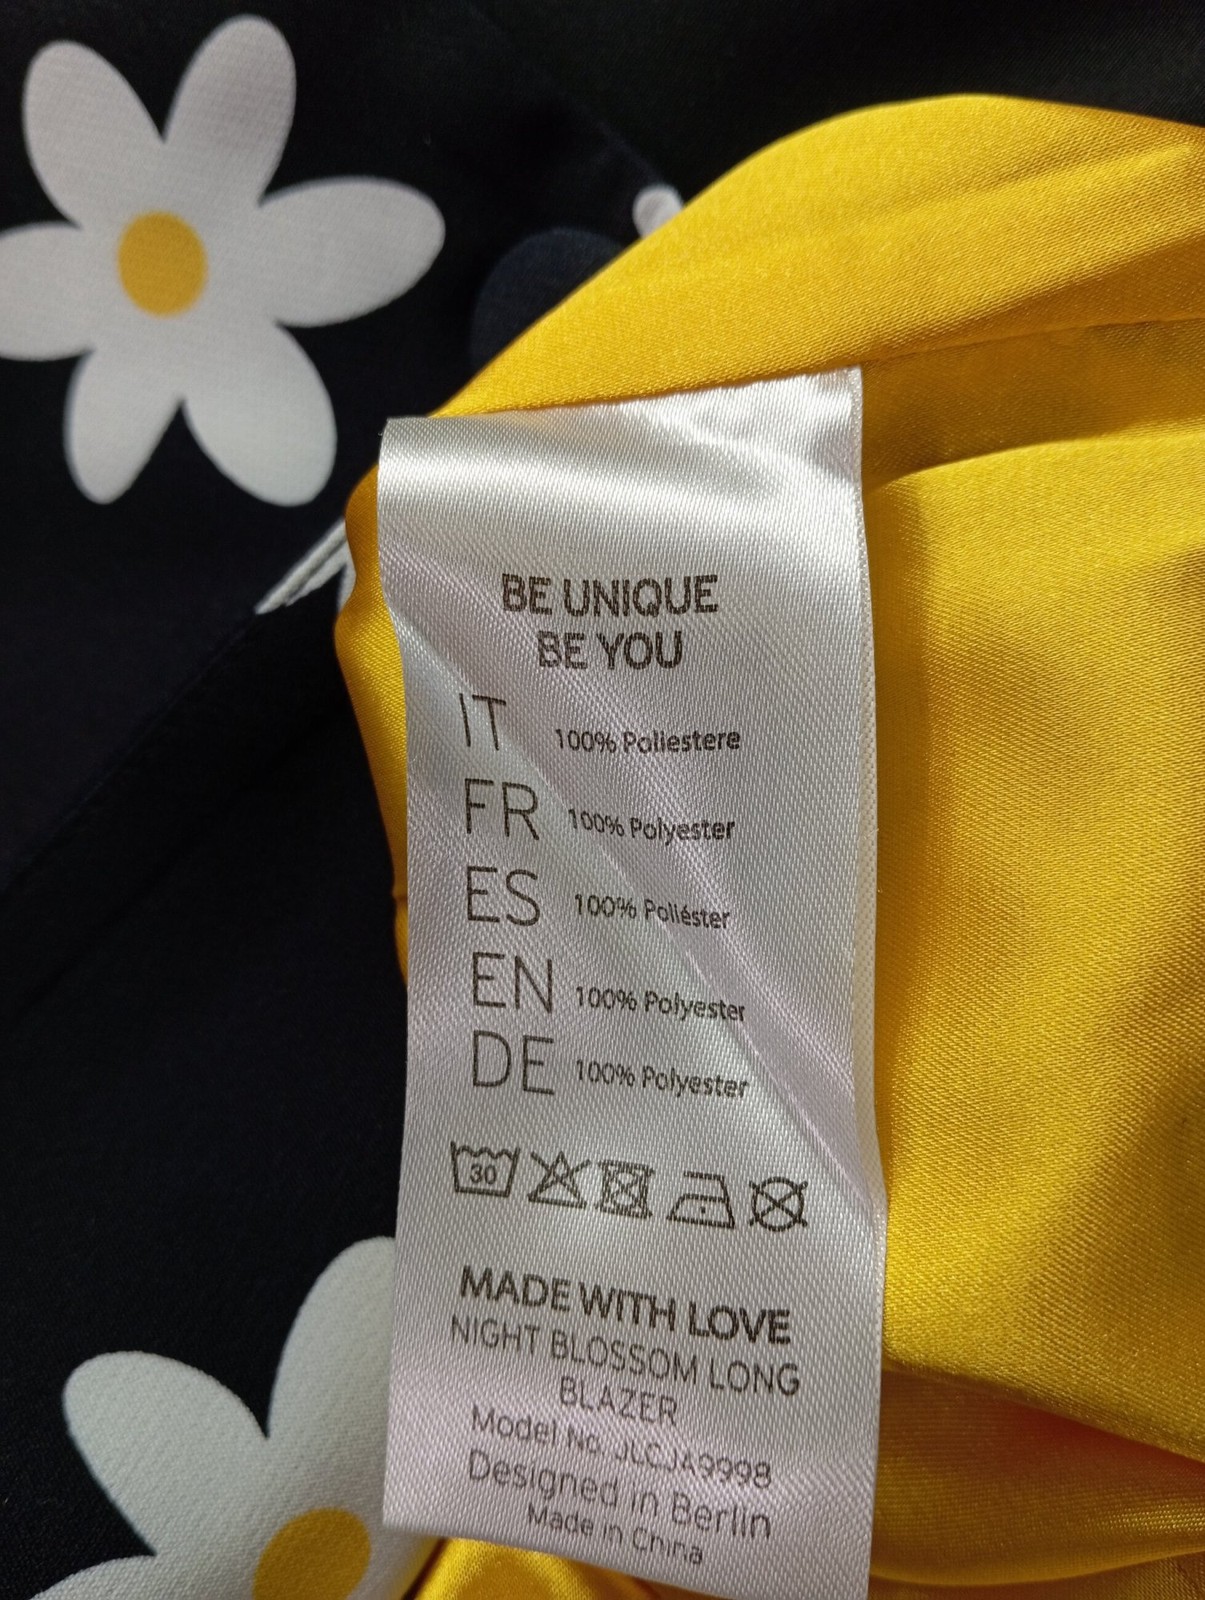 BE UNIQUE
BE YOU
IT 100% Poliestere
FR 100% Polyester
ES 100% Poliéster
EN 100% Polyester
DE 100% Polyester
30
MADE WITH LOVE
NIGHT BLOSSOM LONG
BLAZER
Model No. JLCJA9998
Designed in Berlin
Made in China